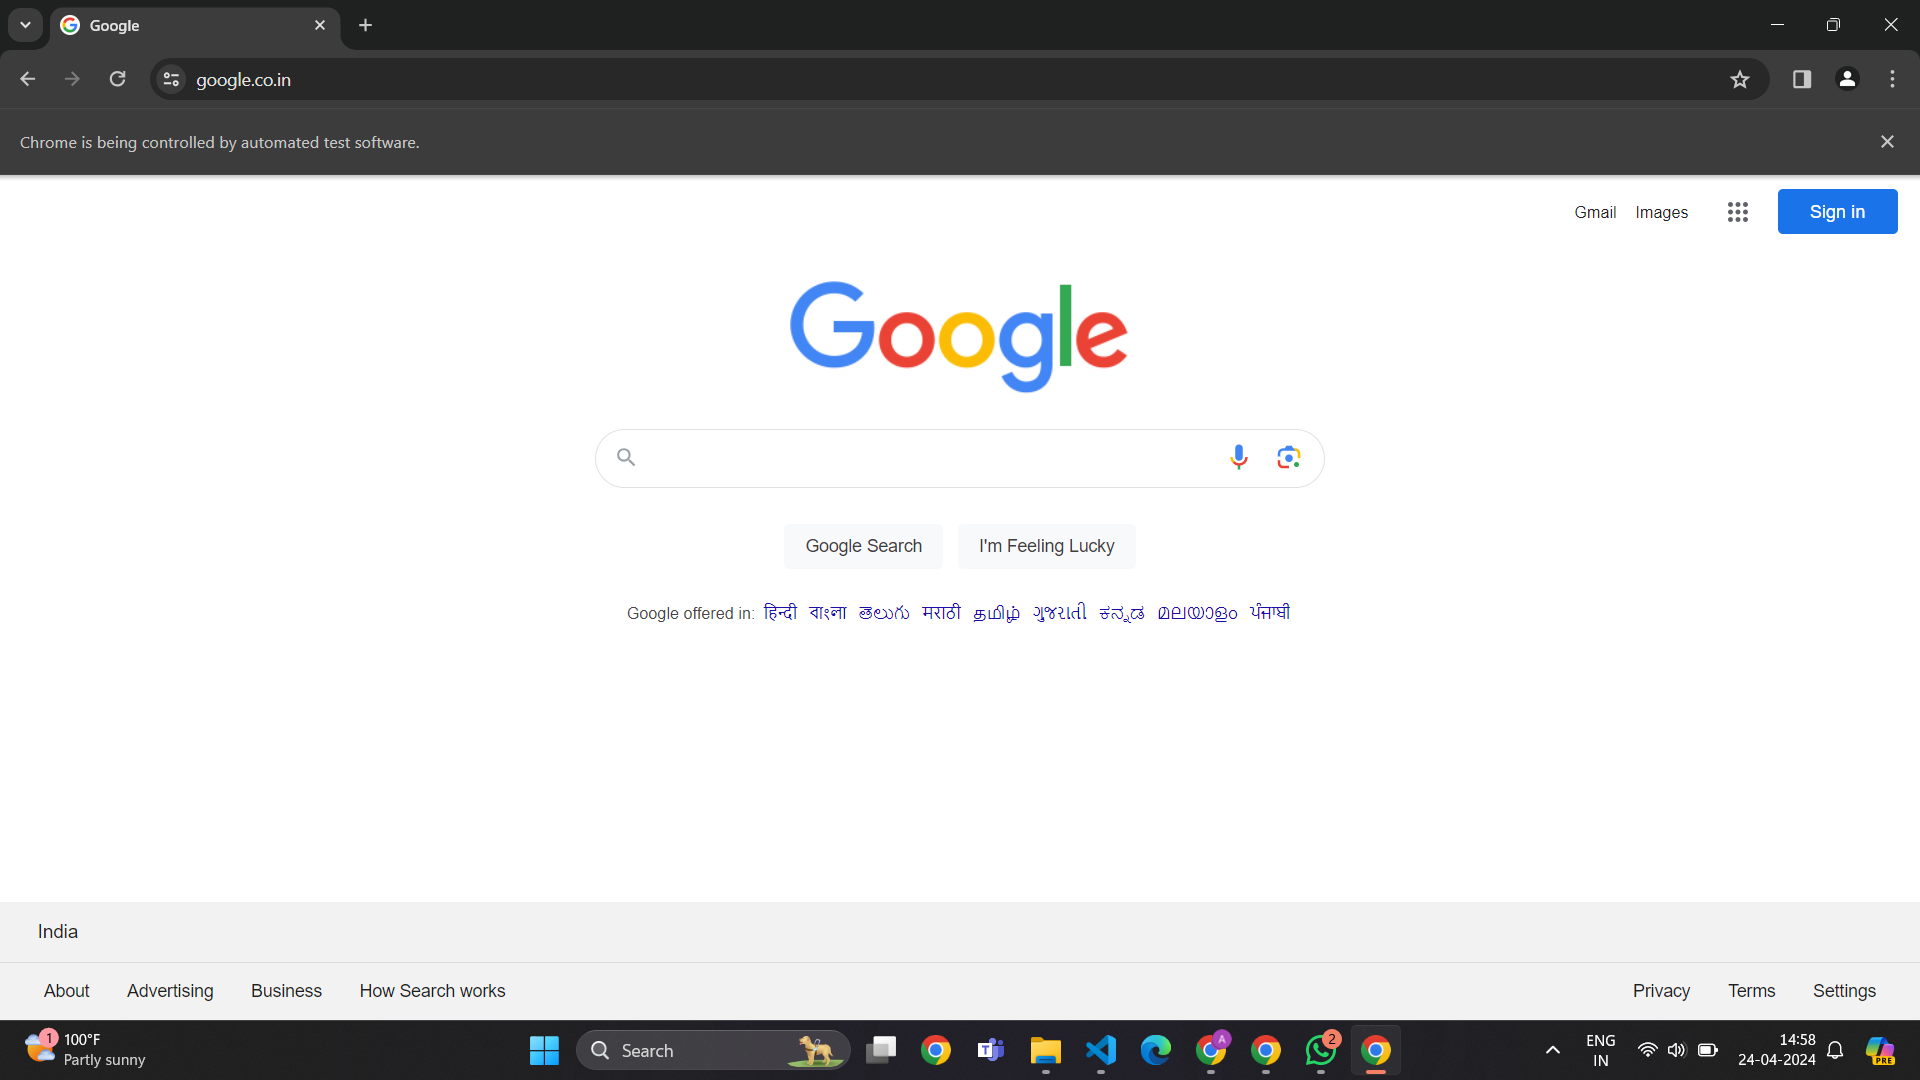 Google
google.co.in
Chrome is being controlled by automated test software.
Gmail Images Sign in
Google
Google Search I'm Feeling Lucky
Google offered in: हिन्दी বাংলা తెలుగు मराठी தமிழ் ગુજરાતી ಕನ್ನಡ മലയാളം ਪੰਜਾਬੀ
India
About Advertising Business How Search works Privacy Terms Settings
1 100°F
Partly sunny
Search
A
2
ENG
IN
14:58
24-04-2024
PRE